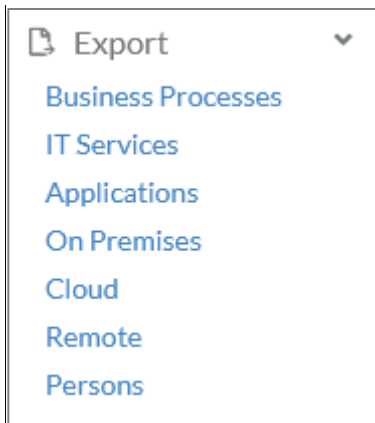 Export
Business Processes
IT Services
Applications
On Premises
Cloud
Remote
Persons